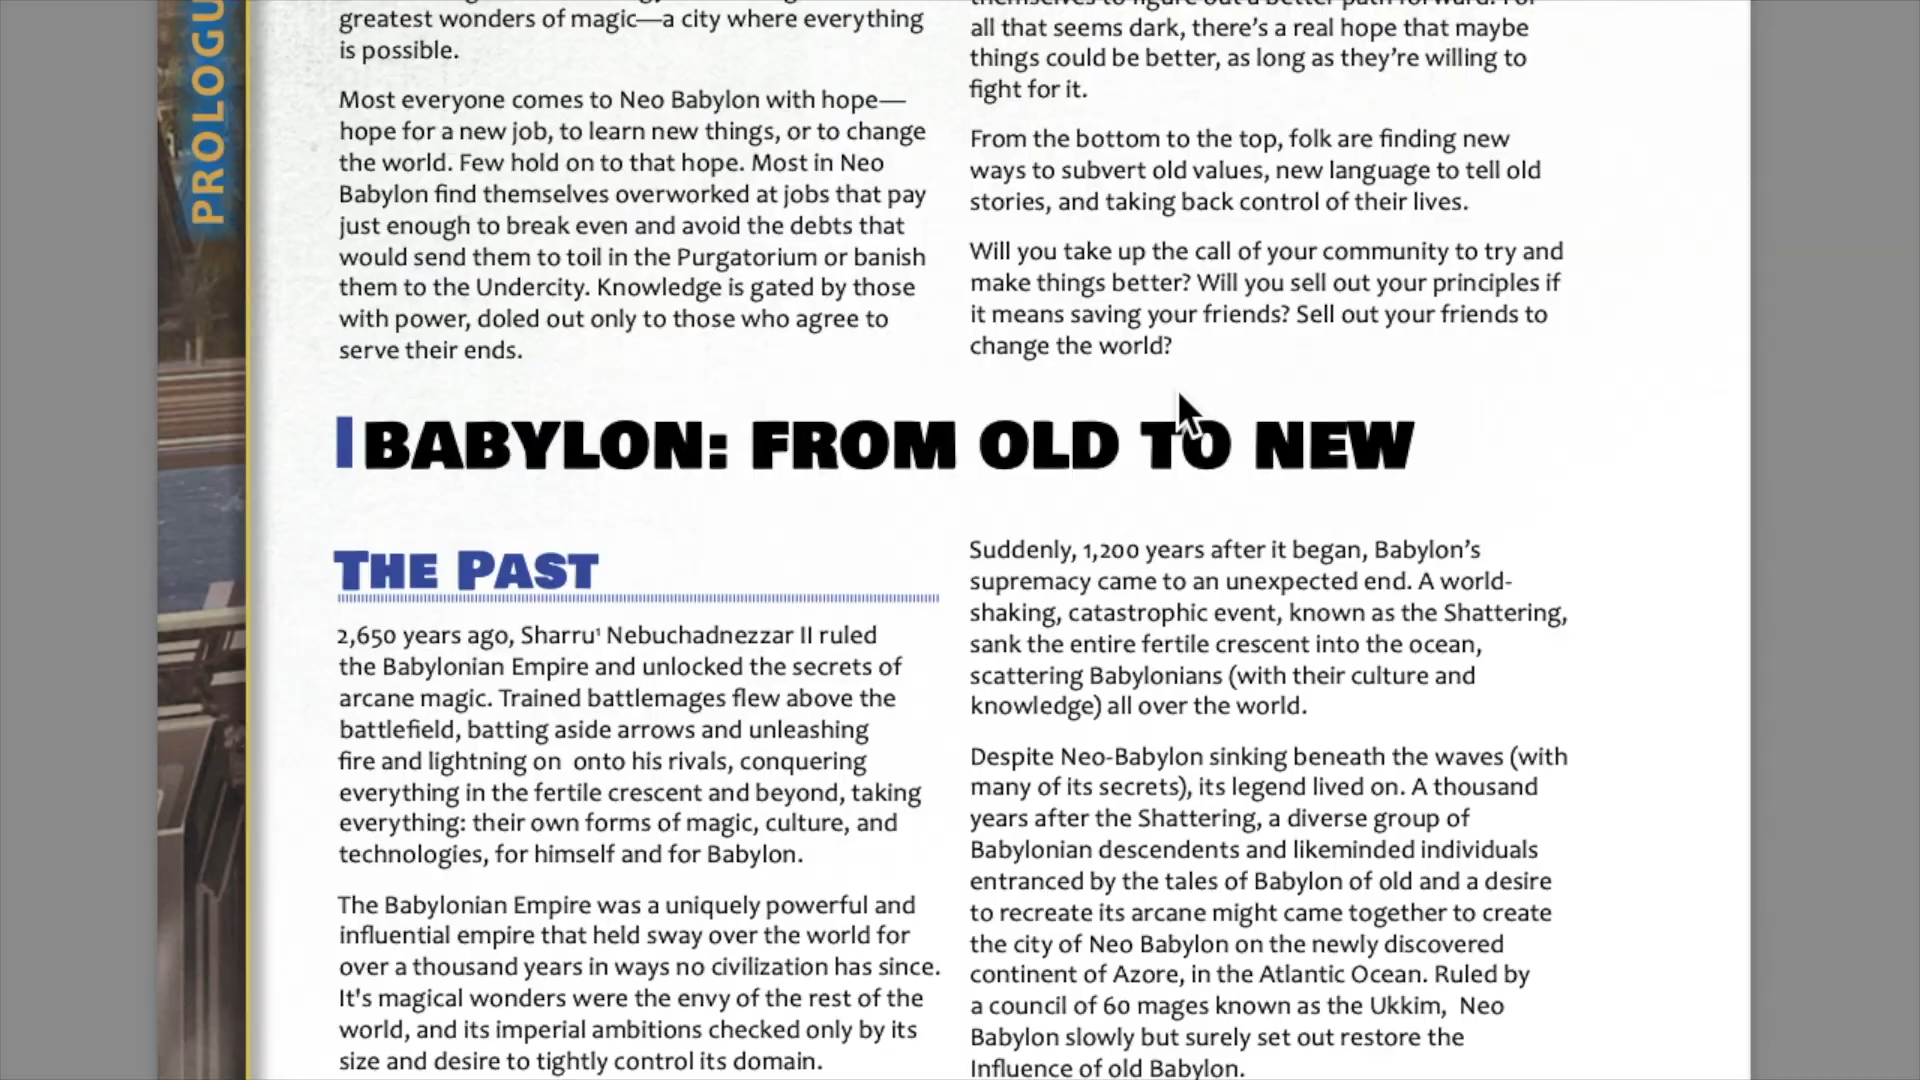 PROLOGU
greatest wonders of magic—a city where everything
is possible.
Most everyone comes to Neo Babylon with hope—
hope for a new job, to learn new things, or to change
the world. Few hold on to that hope. Most in Neo
Babylon find themselves overworked at jobs that pay
just enough to break even and avoid the debts that
would send them to toil in the Purgatorium or banish
them to the Undercity. Knowledge is gated by those
with power, doled out only to those who agree to
serve their ends.
themselves to figure out a better path forward. For
all that seems dark, there’s a real hope that maybe
things could be better, as long as they’re willing to
fight for it.
From the bottom to the top, folk are finding new
ways to subvert old values, new language to tell old
stories, and taking back control of their lives.
Will you take up the call of your community to try and
make things better? Will you sell out your principles if
it means saving your friends? Sell out your friends to
change the world?
BABYLON: FROM OLD TO NEW
THE PAST
2,650 years ago, Sharru¹ Nebuchadnezzar II ruled
the Babylonian Empire and unlocked the secrets of
arcane magic. Trained battlemages flew above the
battlefield, batting aside arrows and unleashing
fire and lightning on  onto his rivals, conquering
everything in the fertile crescent and beyond, taking
everything: their own forms of magic, culture, and
technologies, for himself and for Babylon.
The Babylonian Empire was a uniquely powerful and
influential empire that held sway over the world for
over a thousand years in ways no civilization has since.
It's magical wonders were the envy of the rest of the
world, and its imperial ambitions checked only by its
size and desire to tightly control its domain.
Suddenly, 1,200 years after it began, Babylon’s
supremacy came to an unexpected end. A world-
shaking, catastrophic event, known as the Shattering,
sank the entire fertile crescent into the ocean,
scattering Babylonians (with their culture and
knowledge) all over the world.
Despite Neo-Babylon sinking beneath the waves (with
many of its secrets), its legend lived on. A thousand
years after the Shattering, a diverse group of
Babylonian descendents and likeminded individuals
entranced by the tales of Babylon of old and a desire
to recreate its arcane might came together to create
the city of Neo Babylon on the newly discovered
continent of Azore, in the Atlantic Ocean. Ruled by
a council of 60 mages known as the Ukkim,  Neo
Babylon slowly but surely set out restore the
Influence of old Babylon.